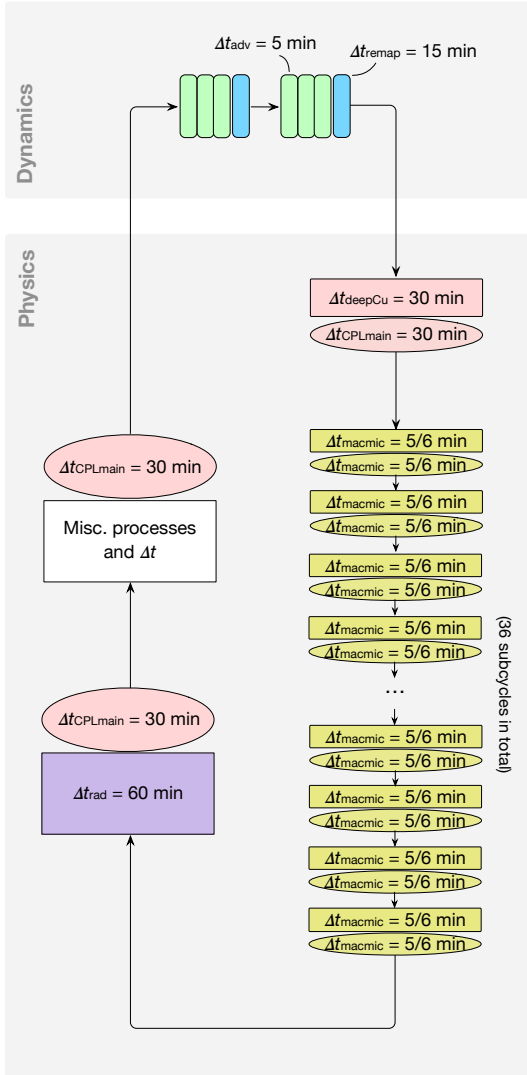 Δtadv = 5 min
Δtremap = 15 min
Dynamics
Physics
ΔtdeepCu = 30 min
ΔtCPLmain = 30 min
Δtmacmic = 5/6 min
Δtmacmic = 5/6 min
Δtmacmic = 5/6 min
Δtmacmic = 5/6 min
Δtmacmic = 5/6 min
Δtmacmic = 5/6 min
Δtmacmic = 5/6 min
Δtmacmic = 5/6 min
...
(36 subcycles in total)
Δtmacmic = 5/6 min
Δtmacmic = 5/6 min
Δtmacmic = 5/6 min
Δtmacmic = 5/6 min
Δtmacmic = 5/6 min
Δtmacmic = 5/6 min
Δtmacmic = 5/6 min
Δtmacmic = 5/6 min
ΔtCPLmain = 30 min
Misc. processes
and Δt
ΔtCPLmain = 30 min
Δtrad = 60 min